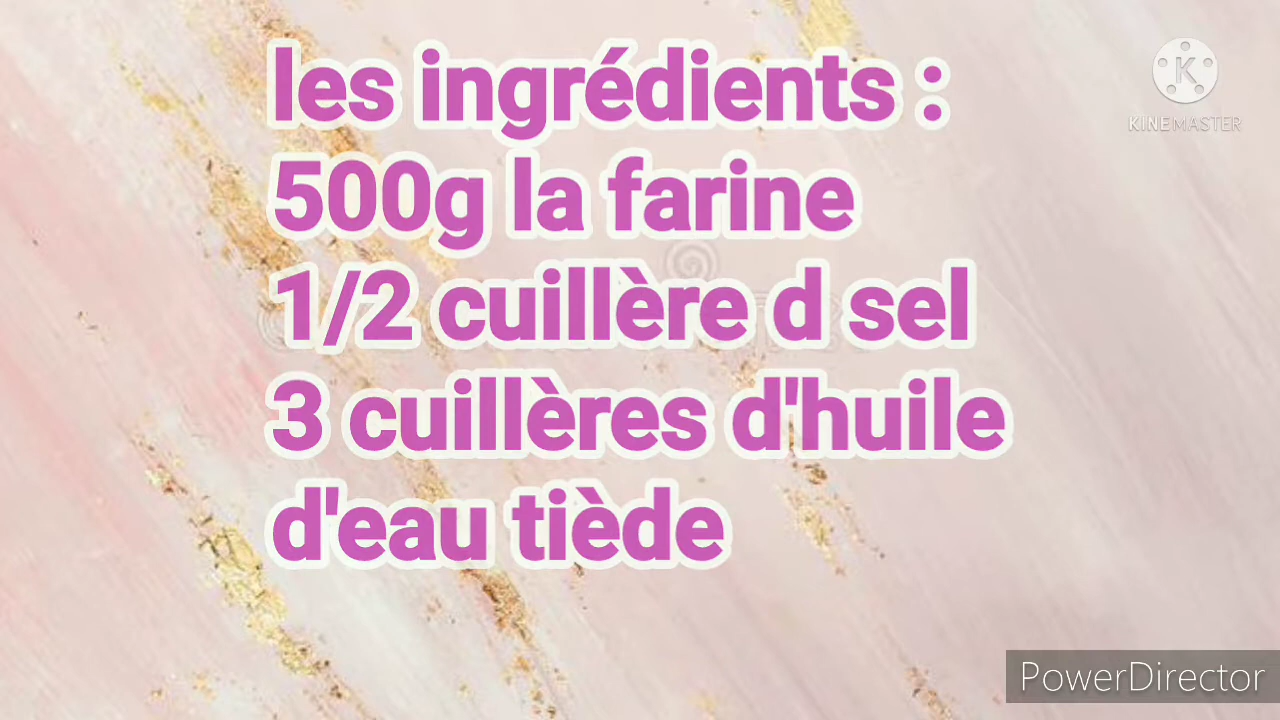 les ingrédients :
500g la farine
1/2 cuillère d sel
3 cuillères d'huile
d'eau tiède
K
KINEMASTER
PowerDirector